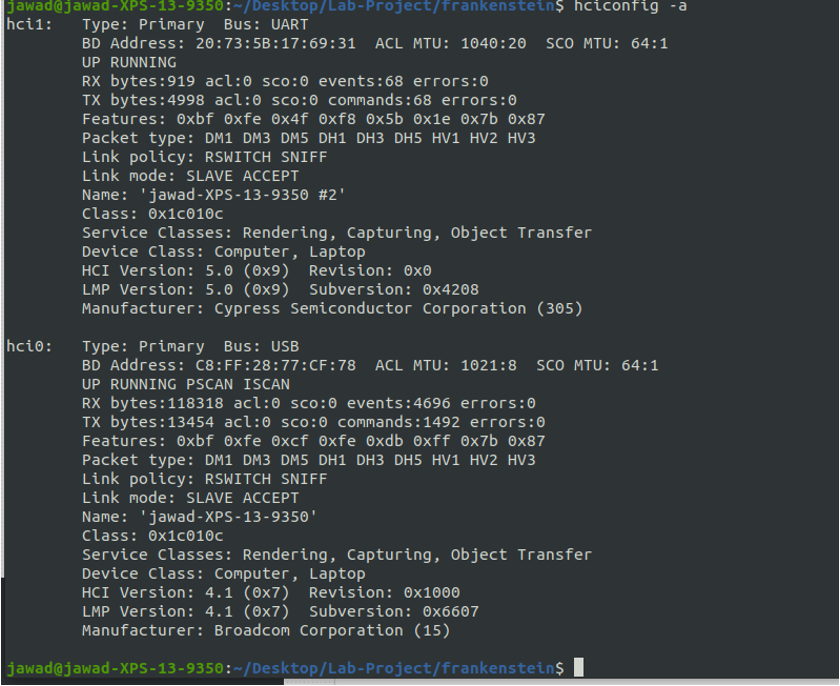 jawad@jawad-XPS-13-9350:~/Desktop/Lab-Project/frankenstein$ hciconfig -a
hci1:   Type: Primary  Bus: UART
        BD Address: 20:73:5B:17:69:31  ACL MTU: 1040:20  SCO MTU: 64:1
        UP RUNNING
        RX bytes:919 acl:0 sco:0 events:68 errors:0
        TX bytes:4998 acl:0 sco:0 commands:68 errors:0
        Features: 0xbf 0xfe 0x4f 0xf8 0x5b 0x1e 0x7b 0x87
        Packet type: DM1 DM3 DM5 DH1 DH3 DH5 HV1 HV2 HV3
        Link policy: RSWITCH SNIFF
        Link mode: SLAVE ACCEPT
        Name: 'jawad-XPS-13-9350 #2'
        Class: 0x1c010c
        Service Classes: Rendering, Capturing, Object Transfer
        Device Class: Computer, Laptop
        HCI Version: 5.0 (0x9)  Revision: 0x0
        LMP Version: 5.0 (0x9)  Subversion: 0x4208
        Manufacturer: Cypress Semiconductor Corporation (305)

hci0:   Type: Primary  Bus: USB
        BD Address: C8:FF:28:77:CF:78  ACL MTU: 1021:8  SCO MTU: 64:1
        UP RUNNING PSCAN ISCAN
        RX bytes:118318 acl:0 sco:0 events:4696 errors:0
        TX bytes:13454 acl:0 sco:0 commands:1492 errors:0
        Features: 0xbf 0xfe 0xcf 0xfe 0xdb 0xff 0x7b 0x87
        Packet type: DM1 DM3 DM5 DH1 DH3 DH5 HV1 HV2 HV3
        Link policy: RSWITCH SNIFF
        Link mode: SLAVE ACCEPT
        Name: 'jawad-XPS-13-9350'
        Class: 0x1c010c
        Service Classes: Rendering, Capturing, Object Transfer
        Device Class: Computer, Laptop
        HCI Version: 4.1 (0x7)  Revision: 0x1000
        LMP Version: 4.1 (0x7)  Subversion: 0x6607
        Manufacturer: Broadcom Corporation (15)

jawad@jawad-XPS-13-9350:~/Desktop/Lab-Project/frankenstein$